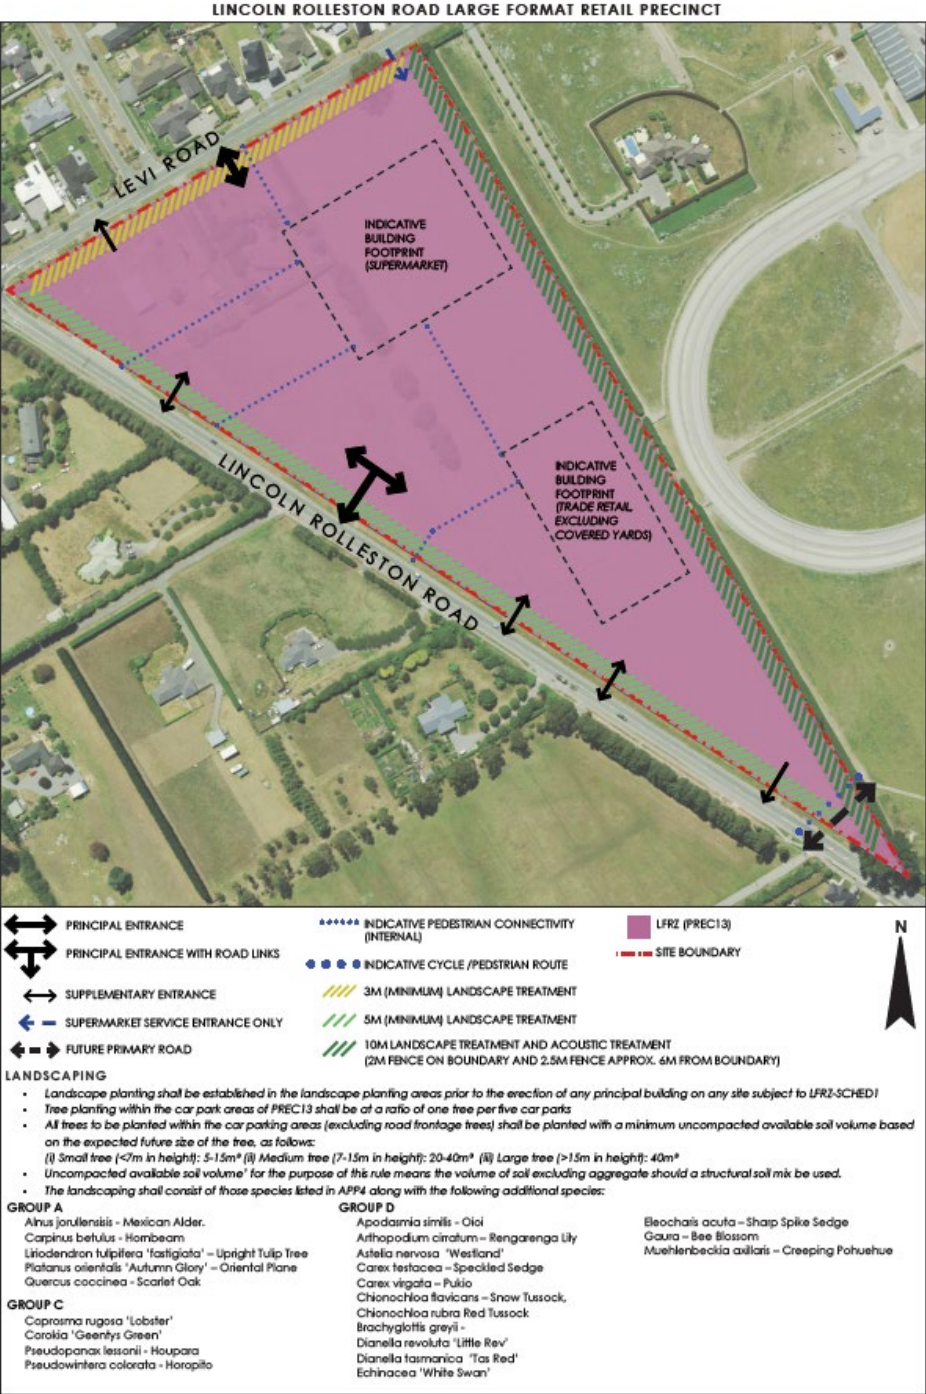 LINCOLN ROLLESTON ROAD LARGE FORMAT RETAIL PRECINCT
LEVI ROAD
INDICATIVE
BUILDING
FOOTPRINT
(SUPERMARKET)
INDICATIVE
BUILDING
FOOTPRINT
(TRADE RETAIL
EXCLUDING
COVERED YARDS)
LINCOLN ROLLESTON ROAD
PRINCIPAL ENTRANCE
PRINCIPAL ENTRANCE WITH ROAD LINKS
SUPPLEMENTARY ENTRANCE
SUPERMARKET SERVICE ENTRANCE ONLY
FUTURE PRIMARY ROAD
INDICATIVE PEDESTRIAN CONNECTIVITY
(INTERNAL)
INDICATIVE CYCLE /PEDSTRIAN ROUTE
3M (MINIMUM) LANDSCAPE TREATMENT
5M (MINIMUM) LANDSCAPE TREATMENT
10M LANDSCAPE TREATMENT AND ACOUSTIC TREATMENT
(2M FENCE ON BOUNDARY AND 2.5M FENCE APPROX. 6M FROM BOUNDARY)
LFRZ (PREC13)
SITE BOUNDARY
N
LANDSCAPING
• Landscape planting shall be established in the landscape planting areas prior to the erection of any principal building on any site subject to LFRZ-SCHED1
• Tree planting within the car park areas of PREC13 shall be at a ratio of one tree per five car parks
• All trees to be planted within the car parking areas (excluding road frontage trees) shall be planted with a minimum uncompacted available soil volume based
on the expected future size of the tree, as follows:
(i) Small tree (<7m in height): 5-15m³ (ii) Medium tree (7-15m in height): 20-40m³ (iii) Large tree (>15m in height): 40m³
• Uncompacted available soil volume' for the purpose of this rule means the volume of soil excluding aggregate should a structural soil mix be used.
• The landscaping shall consist of those species listed in APP4 along with the following additional species:
GROUP A
Alnus jorullensisis - Mexican Alder.
Carpinus betulus - Hornbeam
Liriodendron tulipifera 'fastigiata' – Upright Tulip Tree
Platanus orientalis 'Autumn Glory' – Oriental Plane
Quercus coccinea - Scarlet Oak
GROUP C
Coprosma rugosa 'Lobster'
Corokia 'Geentys Green'
Pseudopanax lessonii - Houpara
Pseudowintera colorata - Horopito
GROUP D
Apodasmia similis - Oioi
Arthopodium cirratum – Rengarenga Lily
Astelia nervosa 'Westland'
Carex testacea – Speckled Sedge
Carex virgata – Pukio
Chionochloa flavicans – Snow Tussock,
Chionochloa rubra Red Tussock
Brachyglottis greyii -
Dianella revoluta 'Little Rev'
Dianella tasmanica 'Tas Red'
Echinacea 'White Swan'
Eleocharis acuta – Sharp Spike Sedge
Gaura – Bee Blossom
Muehlenbeckia axillaris – Creeping Pohuehue